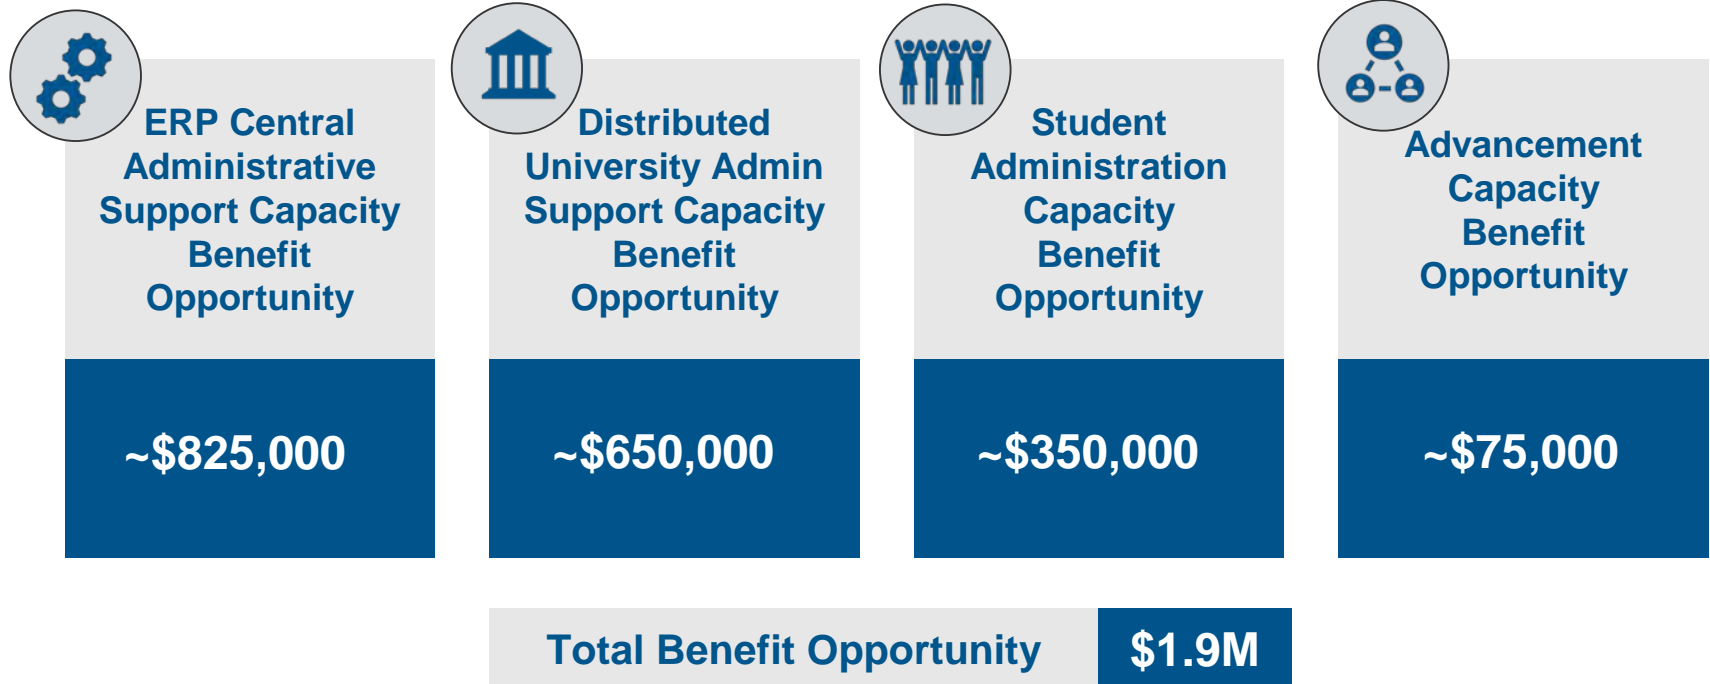 ERP Central
Administrative
Support Capacity
Benefit
Opportunity
~$825,000
Distributed
University Admin
Support Capacity
Benefit
Opportunity
~$650,000
Student
Administration
Capacity
Benefit
Opportunity
~$350,000
Advancement
Capacity
Benefit
Opportunity
~$75,000
Total Benefit Opportunity $1.9M